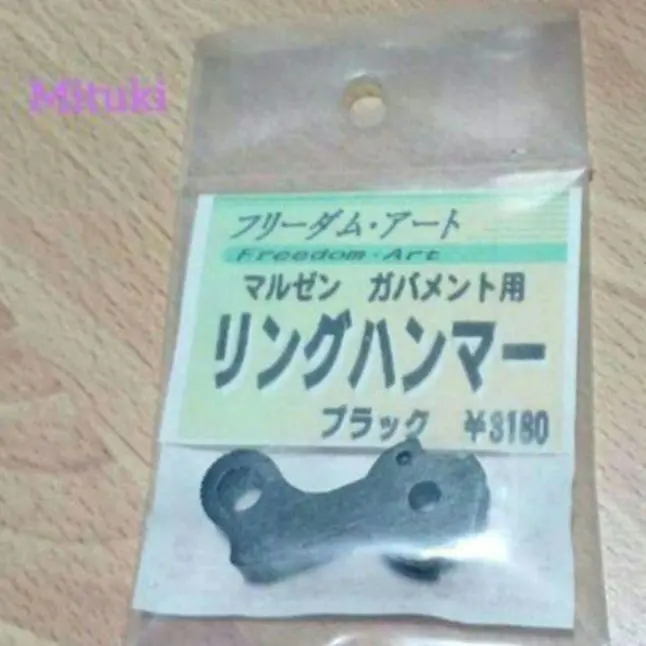 Mituki
フリーダム・アート
Freedom・Art
マルゼン ガバメント用
リングハンマー
ブラック ¥3180